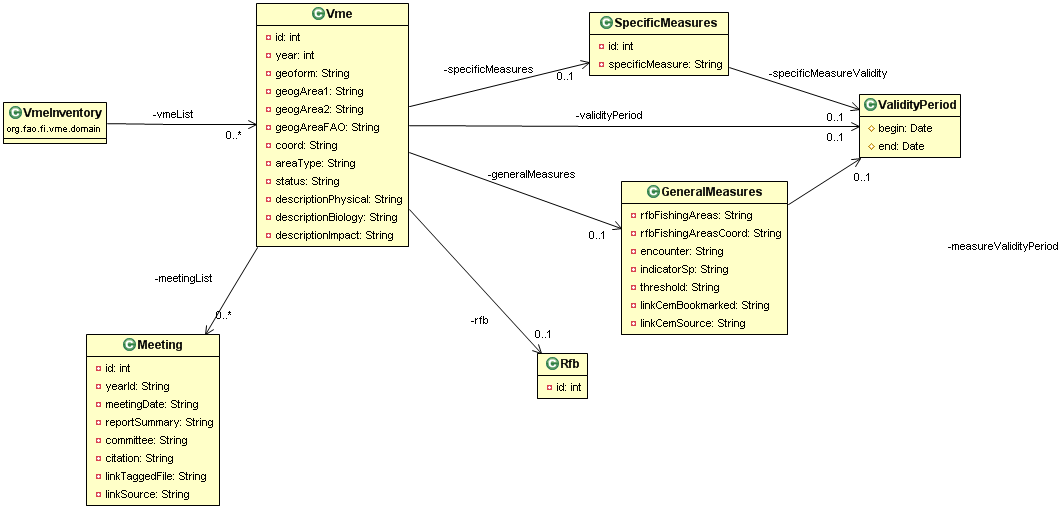 Vme
id: int
year: int
geoform: String
geogArea1: String
geogArea2: String
geogAreaFAO: String
coord: String
areaType: String
status: String
descriptionPhysical: String
descriptionBiology: String
descriptionImpact: String
SpecificMeasures
id: int
specificMeasure: String
-specificMeasures
0..1
-specificMeasureValidity
0..1
ValidityPeriod
begin: Date
end: Date
VmeInventory
org.fao.fi.vme.domain
-vmeList
0..*
-validityPeriod
0..1
-generalMeasures
0..1
GeneralMeasures
rfbFishingAreas: String
rfbFishingAreasCoord: String
encounter: String
indicatorSp: String
threshold: String
linkCemBookmarked: String
linkCemSource: String
0..1
-measureValidityPeriod
-meetingList
0..*
-rfb
0..1
Meeting
id: int
yearId: String
meetingDate: String
reportSummary: String
committee: String
citation: String
linkTaggedFile: String
linkSource: String
Rfb
id: int